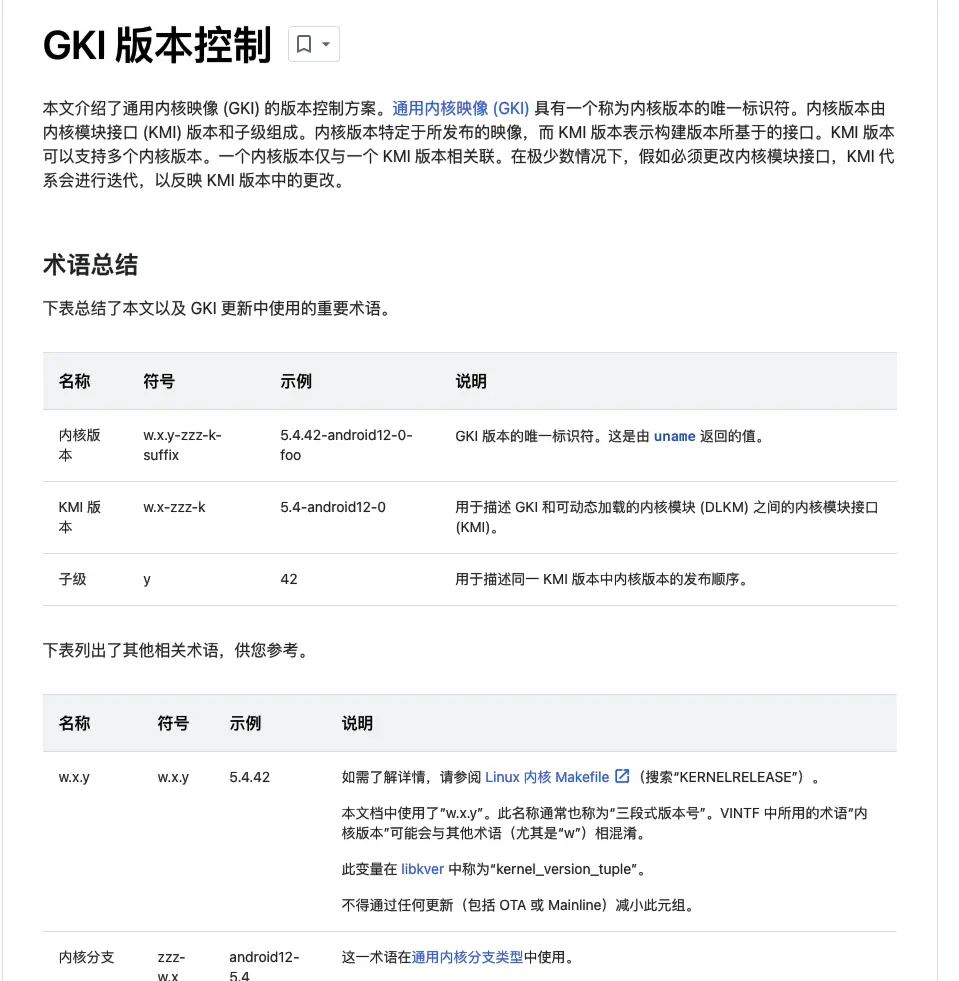 GKI 版本控制
本文介绍了通用内核映像 (GKI) 的版本控制方案。通用内核映像 (GKI) 具有一个称为内核版本的唯一标识符。内核版本由
内核模块接口 (KMI) 版本和子级组成。内核版本特定于所发布的映像，而 KMI 版本表示构建版本所基于的接口。KMI 版本
可以支持多个内核版本。一个内核版本仅与一个 KMI 版本相关联。在极少数情况下，假如必须更改内核模块接口，KMI 代
系会进行迭代，以反映 KMI 版本中的更改。
术语总结
下表总结了本文以及 GKI 更新中使用的重要术语。
名称 符号 示例 说明
内核版 w.x.y-zzz-k- 5.4.42-android12-0- GKI 版本的唯一标识符。这是由 uname 返回的值。
本 suffix foo
KMI 版 w.x-zzz-k 5.4-android12-0 用于描述 GKI 和可动态加载的内核模块 (DLKM) 之间的内核模块接口
本 (KMI)。
子级 y 42 用于描述同一 KMI 版本中内核版本的发布顺序。
下表列出了其他相关术语，供您参考。
名称 符号 示例 说明
w.x.y w.x.y 5.4.42 如需了解详情，请参阅 Linux 内核 Makefile（搜索“KERNELRELEASE”）。
本文档中使用了“w.x.y”。此名称通常也称为“三段式版本号”。VINTF 中所用的术语“内
核版本”可能会与其他术语（尤其是“w”）相混淆。
此变量在 libkver 中称为“kernel_version_tuple”。
不得通过任何更新（包括 OTA 或 Mainline）减小此元组。
内核分支 zzz- android12- 这一术语在通用内核分支类型中使用。
w.x 5.4